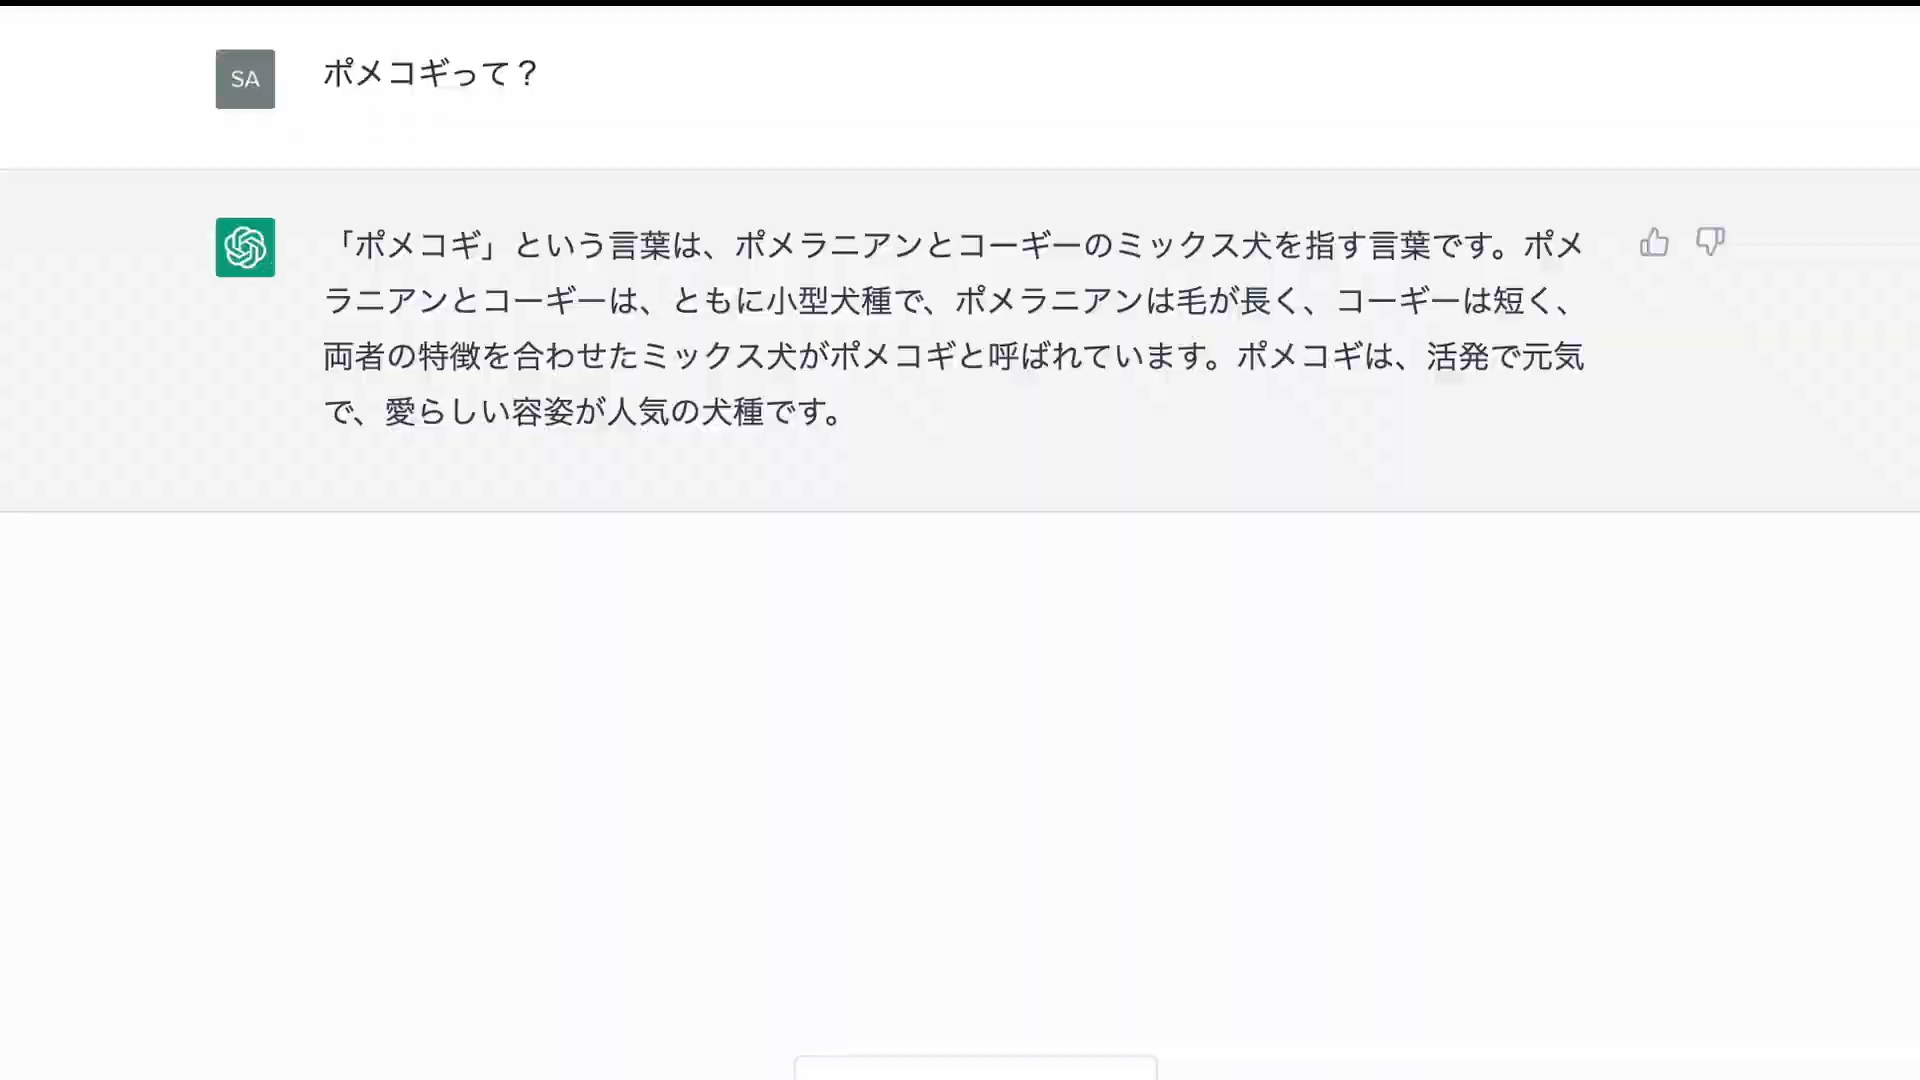 SA
ポメコギって？
「ポメコギ」という言葉は、ポメラニアンとコーギーのミックス犬を指す言葉です。ポメ
ラニアンとコーギーは、ともに小型犬種で、ポメラニアンは毛が長く、コーギーは短く、
両者の特徴を合わせたミックス犬がポメコギと呼ばれています。ポメコギは、活発で元気
で、愛らしい容姿が人気の犬種です。